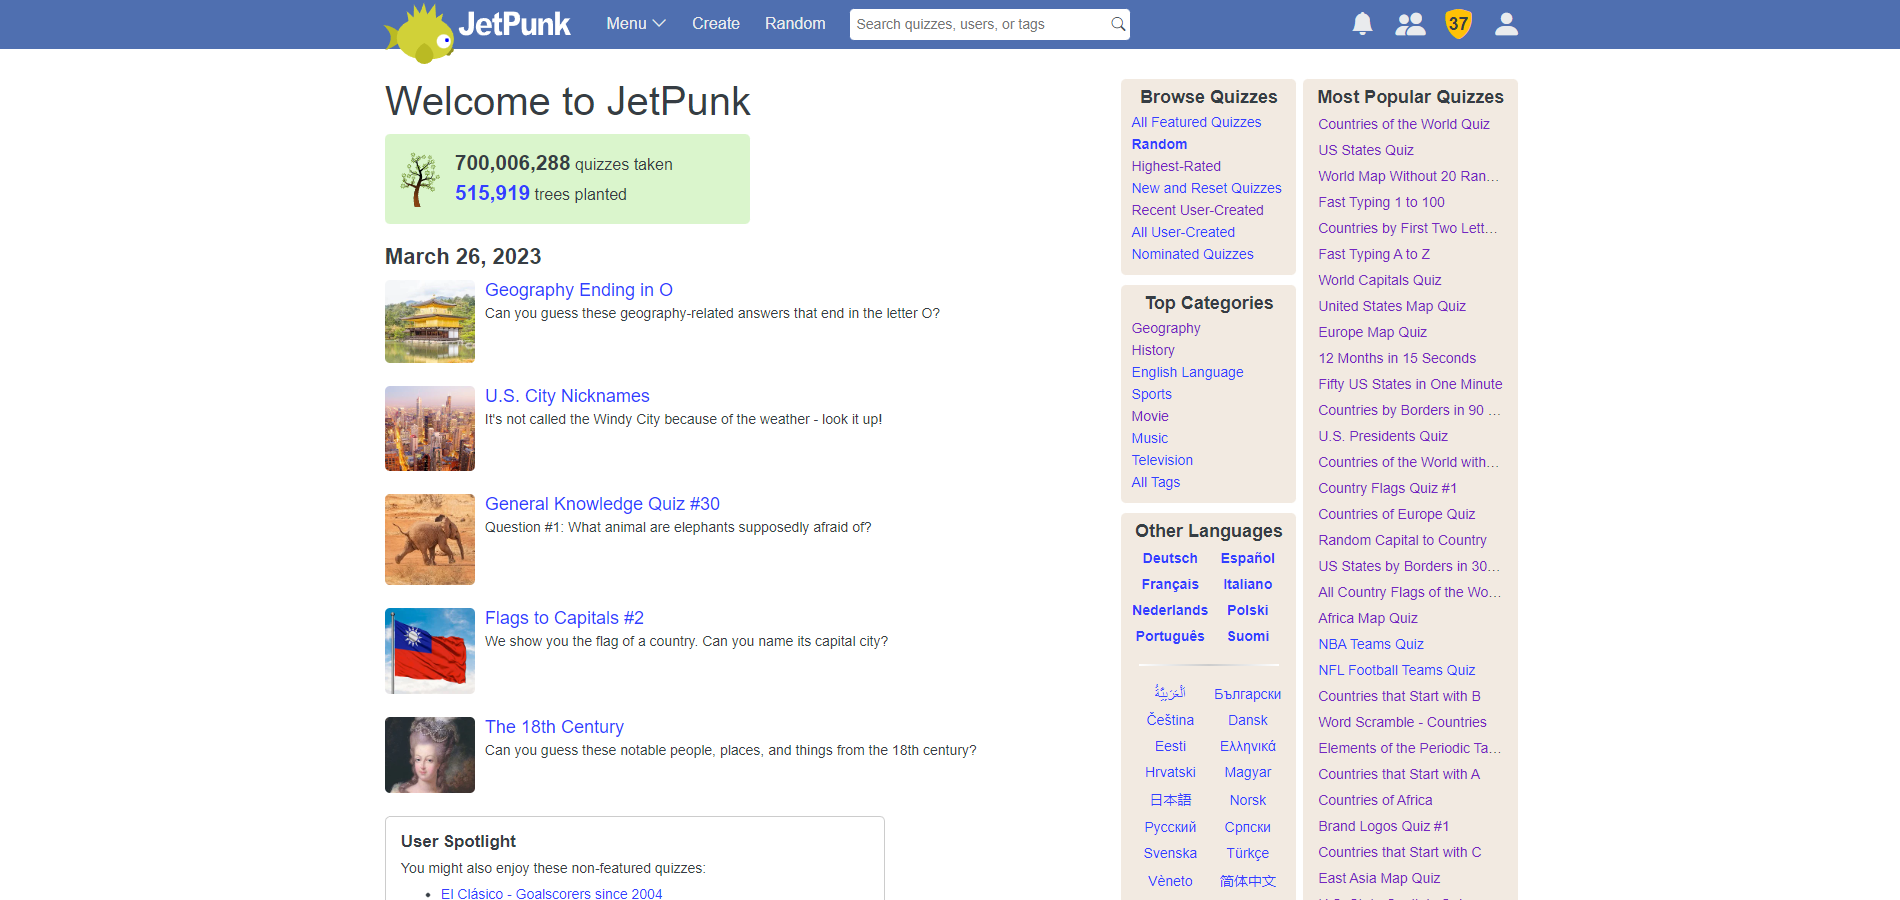 JetPunk
Menu
Create
Random
Search quizzes, users, or tags
37
Welcome to JetPunk
700,006,288 quizzes taken
515,919 trees planted
March 26, 2023
Geography Ending in O
Can you guess these geography-related answers that end in the letter O?
U.S. City Nicknames
It's not called the Windy City because of the weather - look it up!
General Knowledge Quiz #30
Question #1: What animal are elephants supposedly afraid of?
Flags to Capitals #2
We show you the flag of a country. Can you name its capital city?
The 18th Century
Can you guess these notable people, places, and things from the 18th century?
User Spotlight
You might also enjoy these non-featured quizzes:
• El Clásico - Goalscorers since 2004
Browse Quizzes
All Featured Quizzes
Random
Highest-Rated
New and Reset Quizzes
Recent User-Created
All User-Created
Nominated Quizzes
Top Categories
Geography
History
English Language
Sports
Movie
Music
Television
All Tags
Other Languages
Deutsch Español
Français Italiano
Nederlands Polski
Português Suomi
Български
Čeština Dansk
Eesti Ελληνικά
Hrvatski Magyar
日本語 Norsk
Русский Српски
Svenska Türkçe
Vèneto 简体中文
Most Popular Quizzes
Countries of the World Quiz
US States Quiz
World Map Without 20 Ran...
Fast Typing 1 to 100
Countries by First Two Lett...
Fast Typing A to Z
World Capitals Quiz
United States Map Quiz
Europe Map Quiz
12 Months in 15 Seconds
Fifty US States in One Minute
Countries by Borders in 90 ...
U.S. Presidents Quiz
Countries of the World with...
Country Flags Quiz #1
Countries of Europe Quiz
Random Capital to Country
US States by Borders in 30...
All Country Flags of the Wo...
Africa Map Quiz
NBA Teams Quiz
NFL Football Teams Quiz
Countries that Start with B
Word Scramble - Countries
Elements of the Periodic Ta...
Countries that Start with A
Countries of Africa
Brand Logos Quiz #1
Countries that Start with C
East Asia Map Quiz